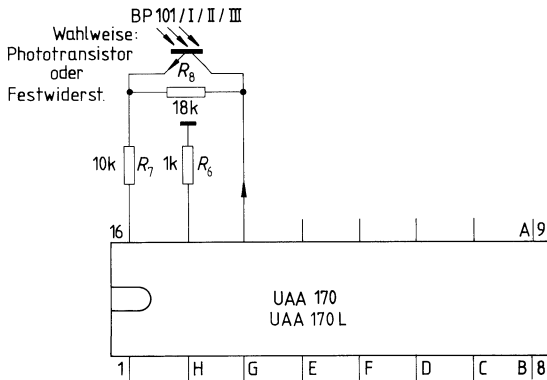 BP 101/I/II/III
Wahlweise:
Phototransistor
oder
Festwiderst.
R8
18k
10k R7 1k R6
16 A 9
UAA 170
UAA 170 L
1 H G E F D C B 8